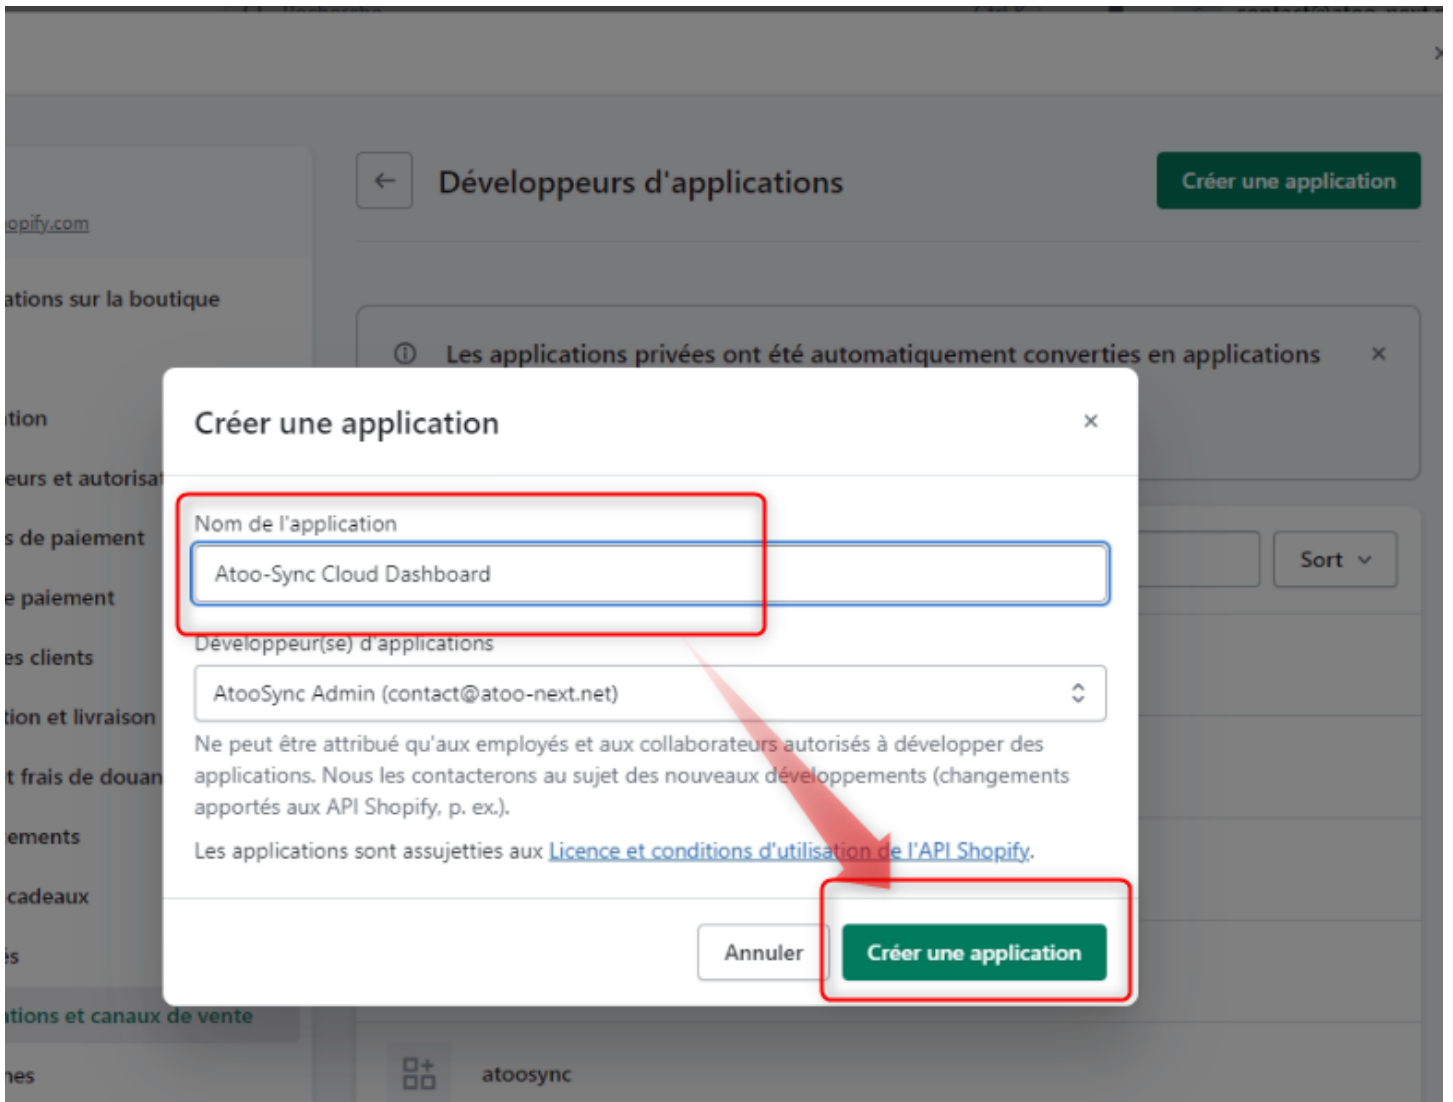 Développeurs d'applications
Créer une application
opify.com
ations sur la boutique
Les applications privées ont été automatiquement converties en applications
tion
eurs et autorisat
s de paiement
e paiement
es clients
tion et livraison
t frais de douan
ements
cadeaux
és
ations et canaux de vente
nes
Sort
Créer une application
Nom de l'application
Atoo-Sync Cloud Dashboard
Développeur(se) d'applications
AtooSync Admin (contact@atoo-next.net)
Ne peut être attribué qu'aux employés et aux collaborateurs autorisés à développer des
applications. Nous les contacterons au sujet des nouveaux développements (changements
apportés aux API Shopify, p. ex.).
Les applications sont assujetties aux Licence et conditions d'utilisation de l'API Shopify.
Annuler
Créer une application
atoosync